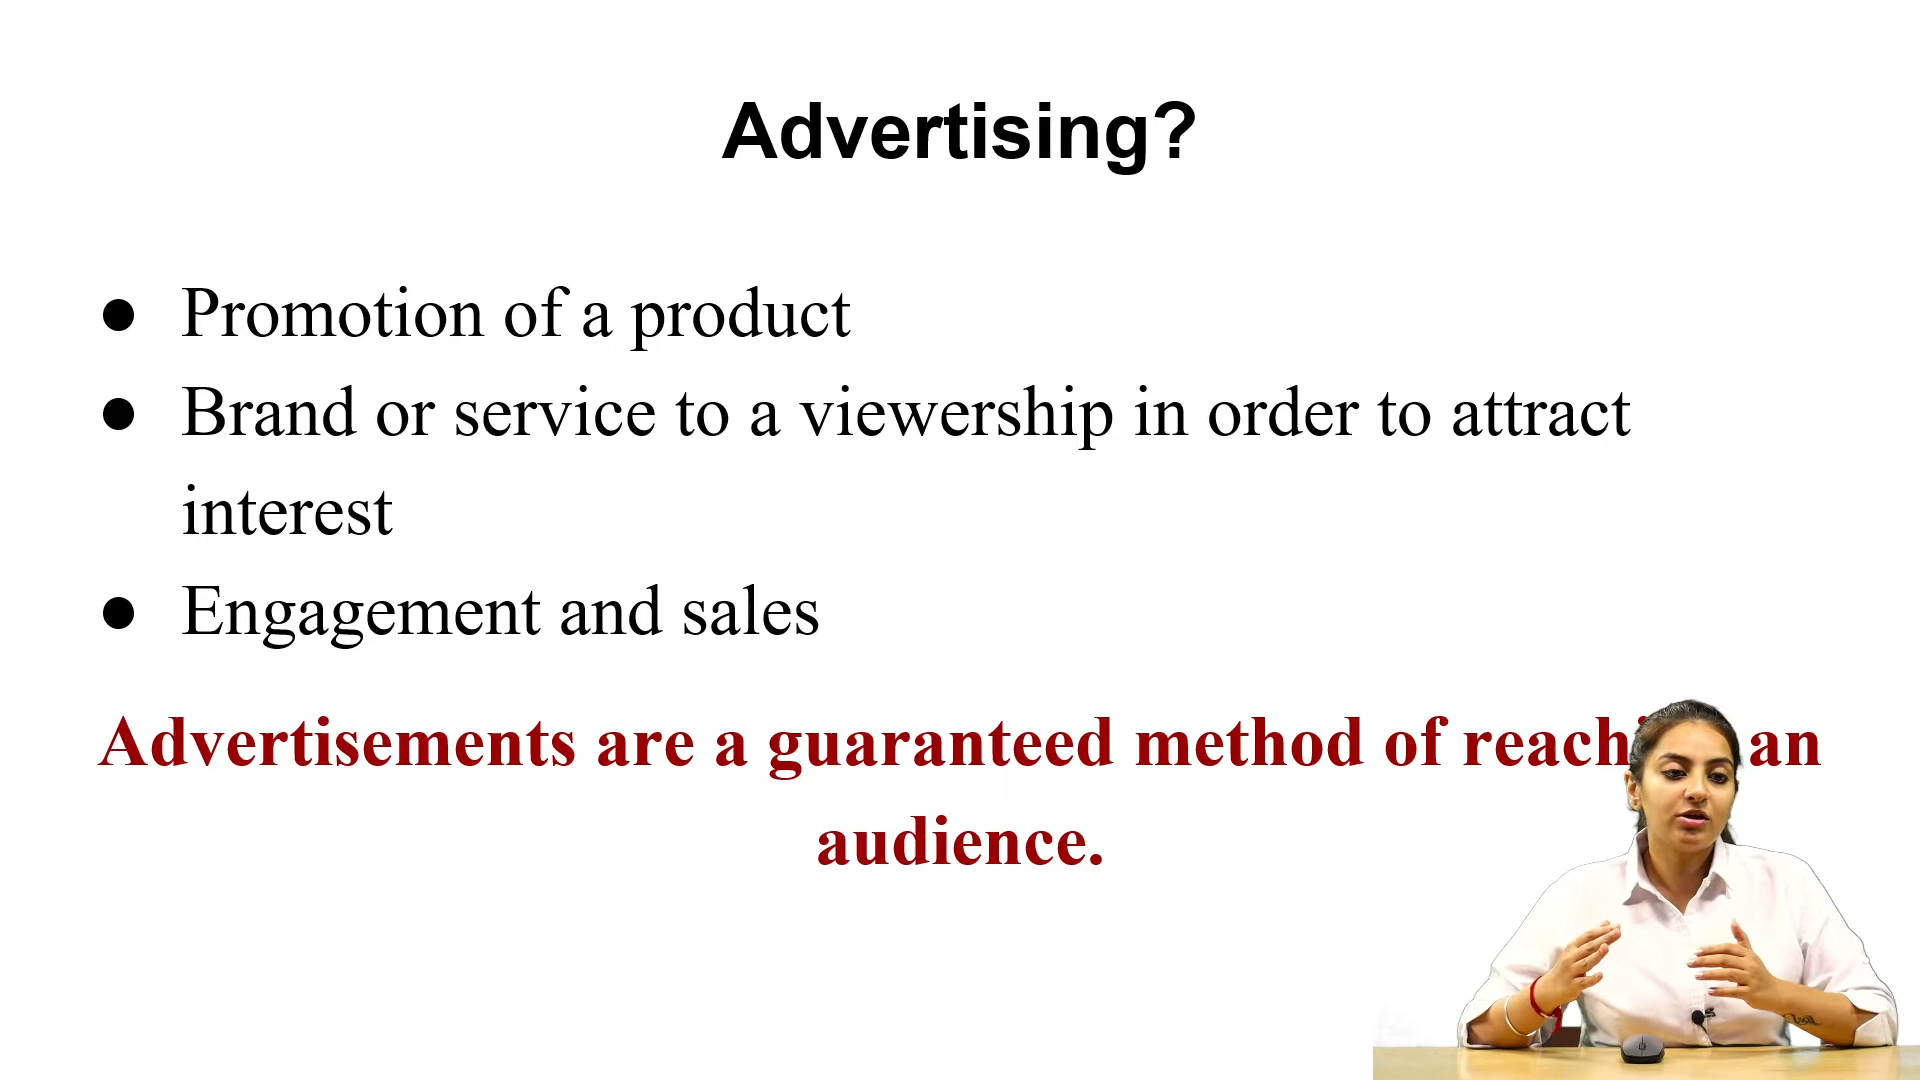 Advertising?
● Promotion of a product
● Brand or service to a viewership in order to attract
interest
● Engagement and sales
Advertisements are a guaranteed method of an
audience.